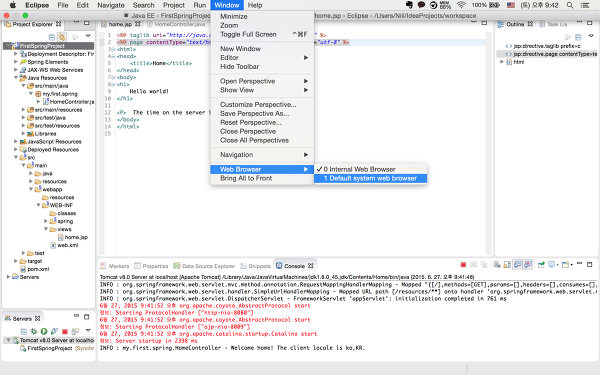 Eclipse File Edit Navigate Search Project Run Window Help
100% 토 오후 9:42
Java EE - FirstSpringProject
home.jsp - Eclipse - /Users/Nill/IdeaProjects/workspace
Project Explorer
home.jsp HomeController.java
Outline
FirstSpringProject
Deployment Descriptor:
Spring Elements
JAX-WS Web Services
Java Resources
src/main/java
my.first.spring
HomeController.java
src/main/resources
src/test/java
src/test/resources
Libraries
JavaScript Resources
Deployed Resources
src
main
java
resources
webapp
resources
WEB-INF
classes
spring
views
home.jsp
web.xml
test
target
pom.xml
Servers
<%@ taglib uri="http://java.
<%@ page contentType="text/h
"utf-8" %>
<html>
<head>
<title>Home</title>
</head>
<body>
<h1>
Hello world!
</h1>
<P> The time on the server
</body>
</html>
Minimize
Zoom
Toggle Full Screen ^⌘F
New Window
Editor
Hide Toolbar
Open Perspective
Show View
Customize Perspective...
Save Perspective As...
Reset Perspective...
Close Perspective
Close All Perspectives
Navigation
Web Browser
Bring All to Front
✓ 0 Internal Web Browser
1 Default system web browser
jsp:directive.taglib prefix=c
jsp:directive.page contentType=te
html
Markers Properties Data Source Explorer Snippets Console
Tomcat v8.0 Server at localhost [Apache Tomcat] /Library/Java/JavaVirtualMachines/jdk1.8.0_45.jdk/Contents/Home/bin/java (2015. 6. 27. 오후 9:41:48)
INFO : org.springframework.web.servlet.mvc.method.annotation.RequestMappingHandlerMapping - Mapped "{[/],methods=[GET],params=[],headers=[],consumes=[],
INFO : org.springframework.web.servlet.handler.SimpleUrlHandlerMapping - Mapped URL path [/resources/**] onto handler 'org.springframework.web.servlet.
INFO : org.springframework.web.servlet.DispatcherServlet - FrameworkServlet 'appServlet': initialization completed in 761 ms
6월 27, 2015 9:41:52 오후 org.apache.coyote.AbstractProtocol start
정보: Starting ProtocolHandler ["http-nio-8080"]
6월 27, 2015 9:41:52 오후 org.apache.coyote.AbstractProtocol start
정보: Starting ProtocolHandler ["ajp-nio-8009"]
6월 27, 2015 9:41:52 오후 org.apache.catalina.startup.Catalina start
정보: Server startup in 2398 ms
INFO : my.first.spring.HomeController - Welcome home! The client locale is ko_KR.
Servers
Tomcat v8.0 Server at localhost
FirstSpringProject [Synchr